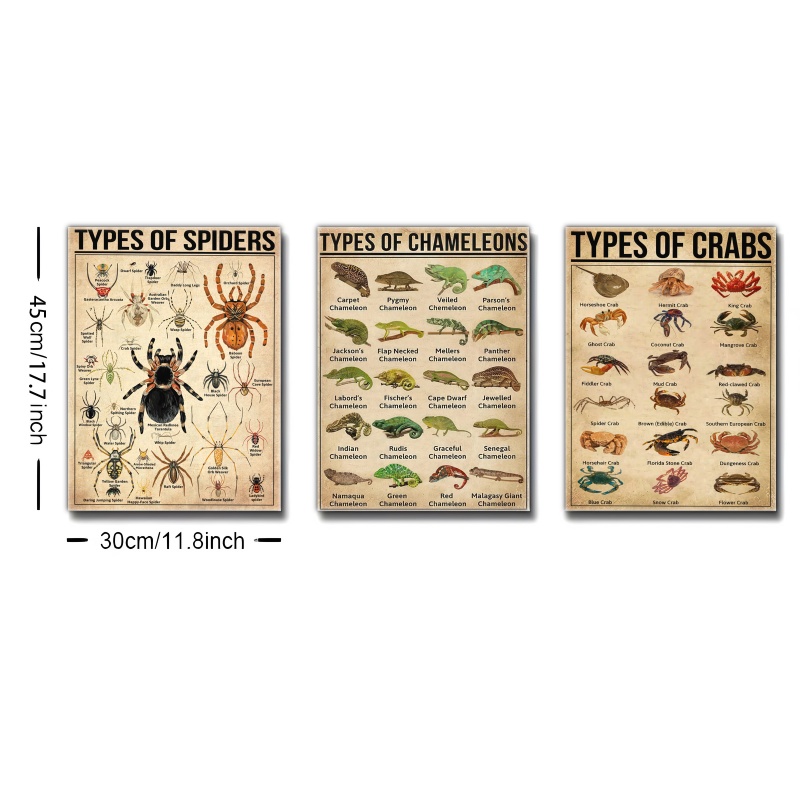 45cm/17.7inch
30cm/11.8inch
TYPES OF SPIDERS
Peacock
Spider
Dwarf Spider
Trapdoor
Spider
Daddy Long Legs
Orchard Spider
Gasteracantha Arcuata
Australian
Garden Orb
Weaver
Spotted
Wolf
Spider
Wasp Spider
Crab Spider
Baboon
Spider
Spiny Orb
Weaver
Green Lynx
Spider
Black
House Spider
European
Cave Spider
Black
Widow Spider
Northern
Spitting Spider
Mexican Redknee
Tarantula
Water Spider
Whip Spider
Red
Widow
Spider
Triangular
Spider
Arrow-Shaped
Micrathena
Golden Silk
Orb Weaver
Yellow Garden
Spider
Raft Spider
Daring Jumping Spider
Hawaiian
Happy-Face Spider
Woodlouse Spider
Ladybird
Spider
TYPES OF CHAMELEONS
Carpet
Chameleon
Pygmy
Chameleon
Veiled
Chameleon
Parson's
Chameleon
Jackson's
Chameleon
Flap Necked
Chameleon
Mellers
Chameleon
Panther
Chameleon
Labord's
Chameleon
Fischer's
Chameleon
Cape Dwarf
Chameleon
Jewelled
Chameleon
Indian
Chameleon
Rudis
Chameleon
Graceful
Chameleon
Senegal
Chameleon
Namaqua
Chameleon
Green
Chameleon
Red
Chameleon
Malagasy Giant
Chameleon
TYPES OF CRABS
Horseshoe Crab
Hermit Crab
King Crab
Ghost Crab
Coconut Crab
Mangrove Crab
Fiddler Crab
Mud Crab
Red-clawed Crab
Spider Crab
Brown (Edible) Crab
Southern European Crab
Horsehair Crab
Florida Stone Crab
Dungeness Crab
Blue Crab
Snow Crab
Flower Crab